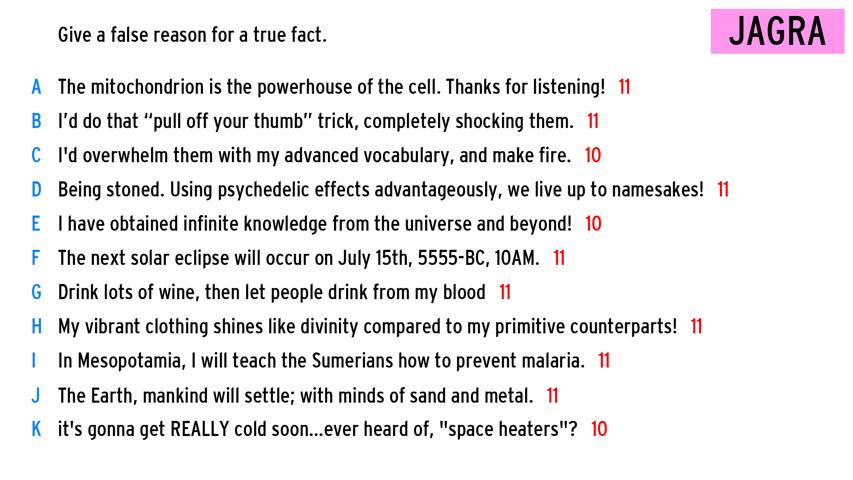 Give a false reason for a true fact.
JAGRA
A The mitochondrion is the powerhouse of the cell. Thanks for listening! 11
B I'd do that “pull off your thumb” trick, completely shocking them. 11
C I'd overwhelm them with my advanced vocabulary, and make fire. 10
D Being stoned. Using psychedelic effects advantageously, we live up to namesakes! 11
E I have obtained infinite knowledge from the universe and beyond! 10
F The next solar eclipse will occur on July 15th, 5555-BC, 10AM. 11
G Drink lots of wine, then let people drink from my blood 11
H My vibrant clothing shines like divinity compared to my primitive counterparts! 11
I In Mesopotamia, I will teach the Sumerians how to prevent malaria. 11
J The Earth, mankind will settle; with minds of sand and metal. 11
K it's gonna get REALLY cold soon...ever heard of, "space heaters"? 10